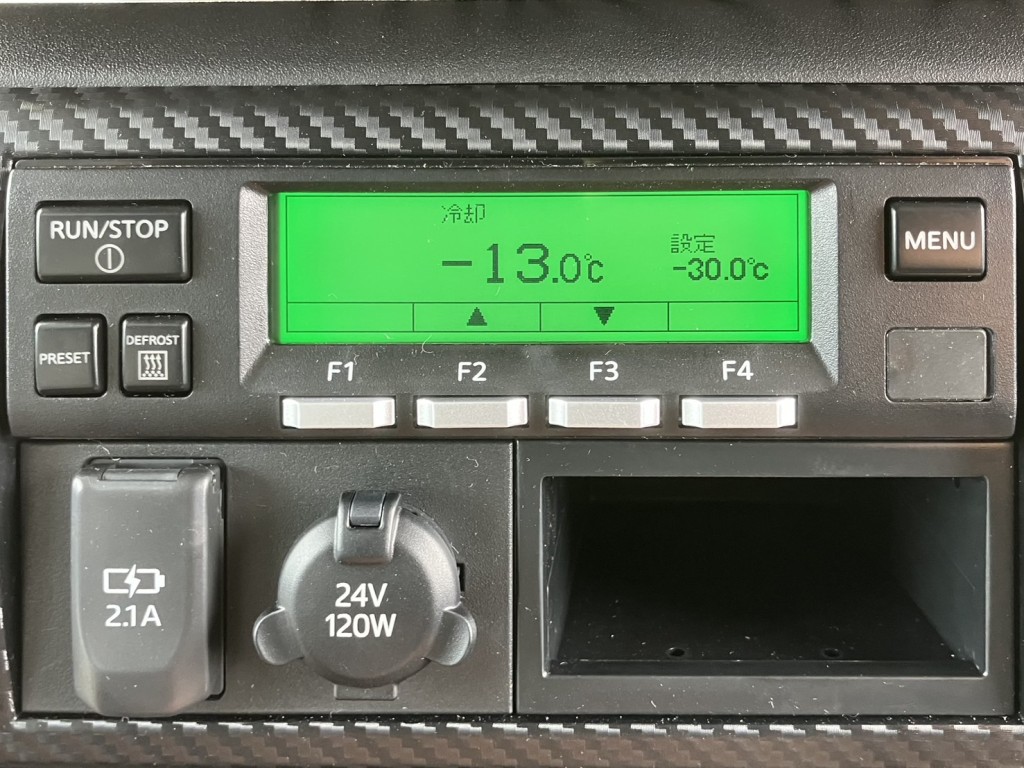 RUN/STOP
冷却
-13.0℃
設定
-30.0℃
▲
▼
MENU
PRESET
DEFROST
F1
F2
F3
F4
2.1A
24V
120W